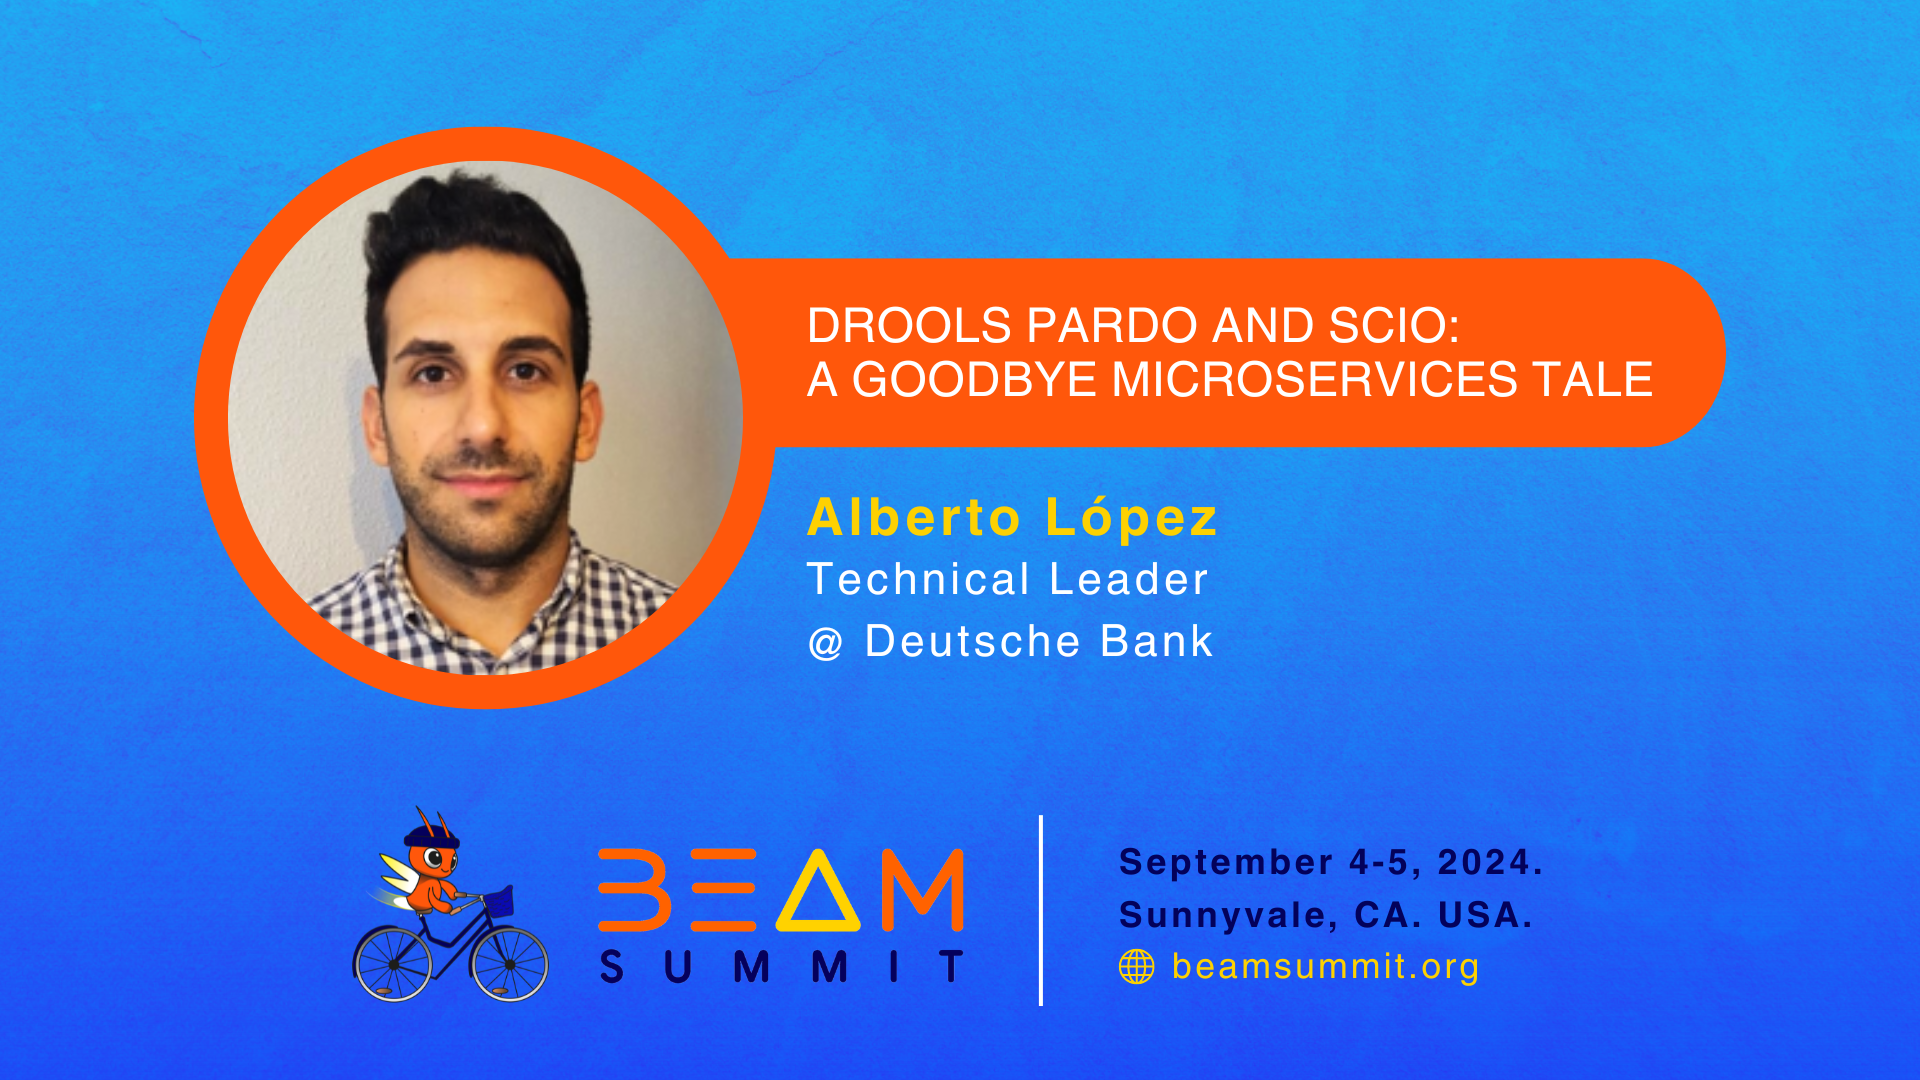 DROOLS PARDO AND SCIO:
A GOODBYE MICROSERVICES TALE
Alberto López
Technical Leader
@ Deutsche Bank
BEAM
SUMMIT
September 4-5, 2024.
Sunnyvale, CA. USA.
beamsummit.org